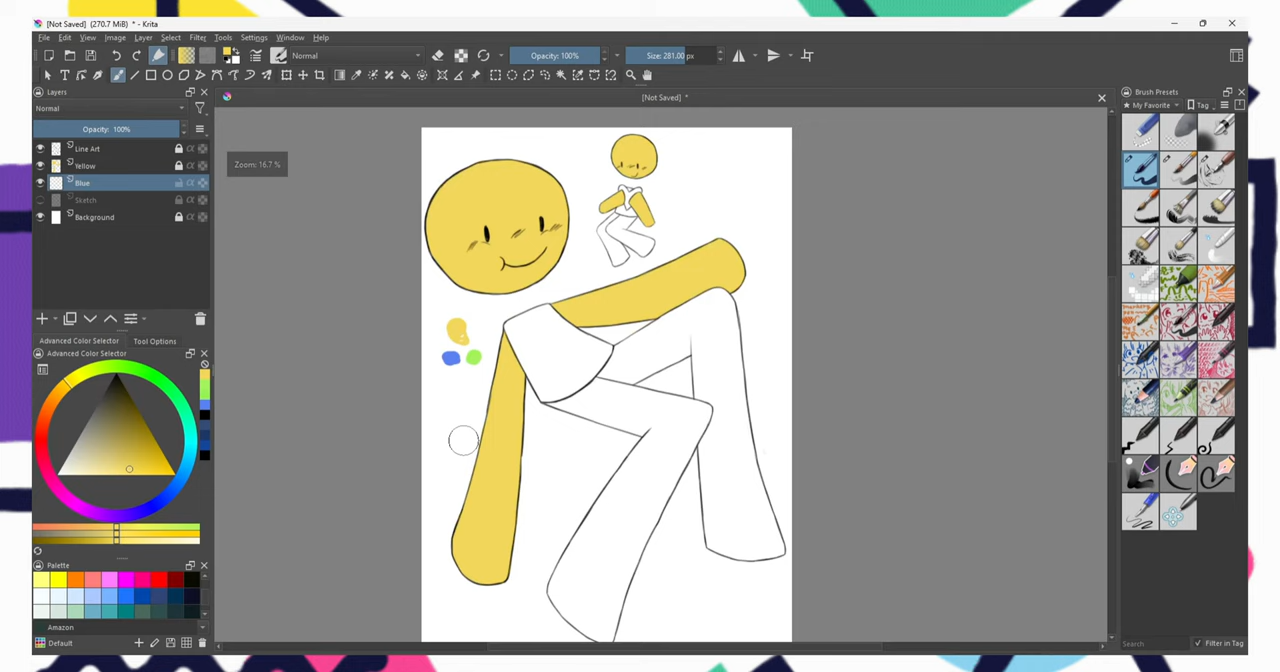 [Not Saved] (270.7 MiB) * - Krita
File Edit View Image Layer Select Filter Tools Settings Window Help
Normal
Opacity: 100%
Size: 281.00 px
Layers
[Not Saved] *
Brush Presets
Normal
My Favorite
Tag
Opacity: 100%
Line Art
Zoom: 16.7 %
Yellow
Blue
Sketch
Background
Advanced Color Selector
Tool Options
Advanced Color Selector
Palette
Amazon
Default
Search
Filter in Tag